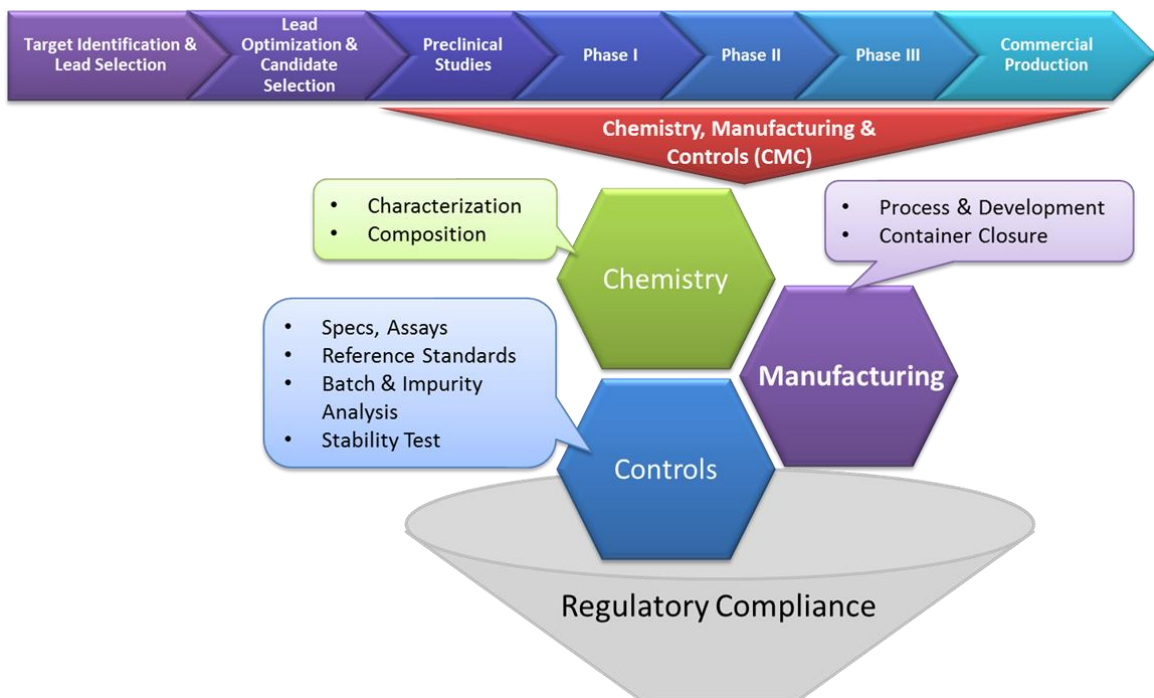 Target Identification &
Lead Selection
Lead
Optimization &
Candidate
Selection
Preclinical
Studies
Phase I
Phase II
Phase III
Commercial
Production
Chemistry, Manufacturing &
Controls (CMC)
• Characterization
• Composition
• Process & Development
• Container Closure
Chemistry
• Specs, Assays
• Reference Standards
• Batch & Impurity
Analysis
• Stability Test
Manufacturing
Controls
Regulatory Compliance